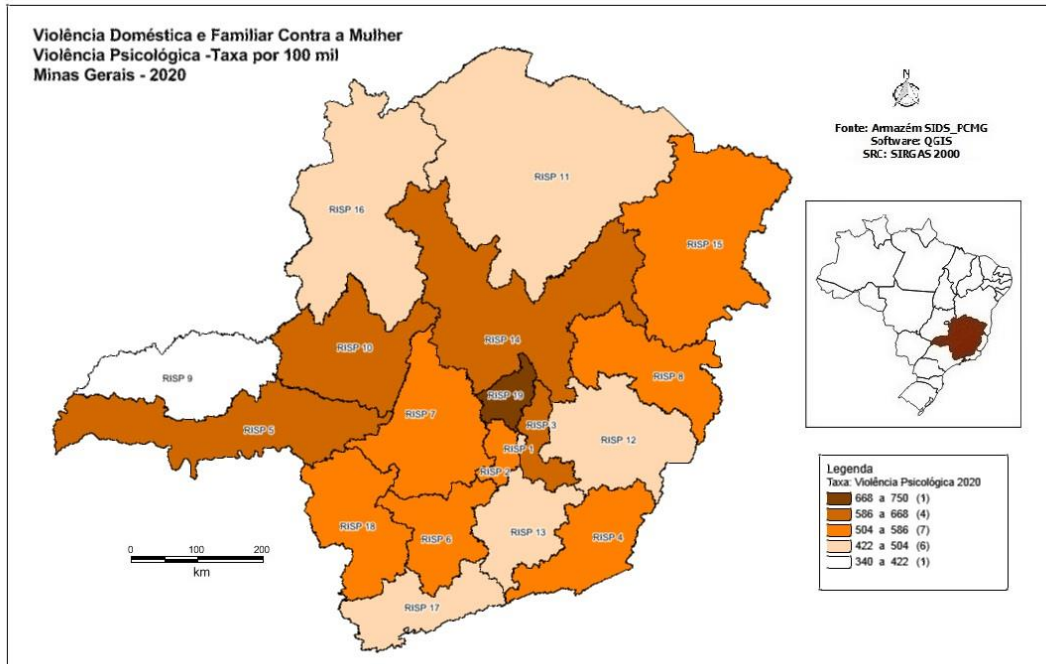 Violência Doméstica e Familiar Contra a Mulher
Violência Psicológica -Taxa por 100 mil
Minas Gerais - 2020
N
Fonte: Armazém SIDS_PCMG
Software: QGIS
SRC: SIRGAS 2000
RISP 11
RISP 16
RISP 15
RISP 14
RISP 10
RISP 8
RISP 9
RISP 19
RISP 7
RISP 3
RISP 5
RISP 12
RISP 1
RISP 2
RISP 18
RISP 13
RISP 6
RISP 4
RISP 17
0 100 200
km
Legenda
Taxa: Violência Psicológica 2020
668 a 750 (1)
586 a 668 (4)
504 a 586 (7)
422 a 504 (6)
340 a 422 (1)